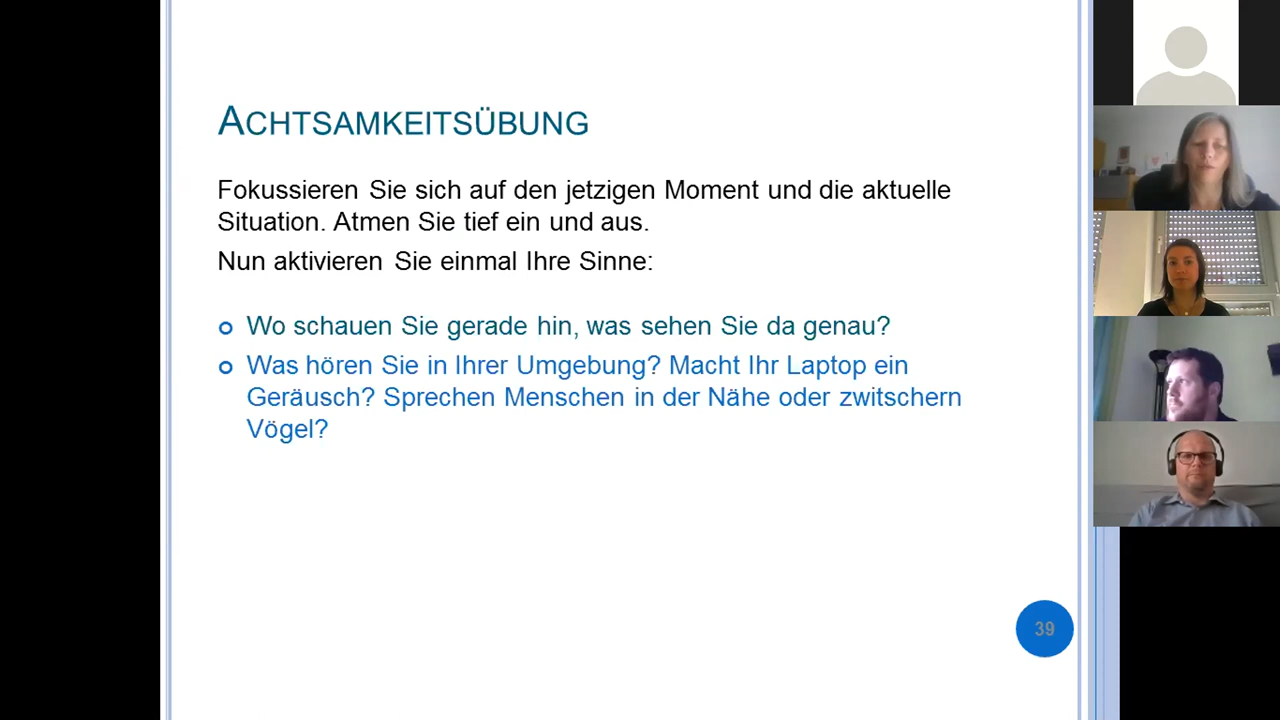 ACHTSAMKEITSÜBUNG
Fokussieren Sie sich auf den jetzigen Moment und die aktuelle
Situation. Atmen Sie tief ein und aus.
Nun aktivieren Sie einmal Ihre Sinne:
Wo schauen Sie gerade hin, was sehen Sie da genau?
Was hören Sie in Ihrer Umgebung? Macht Ihr Laptop ein
Geräusch? Sprechen Menschen in der Nähe oder zwitschern
Vögel?
39